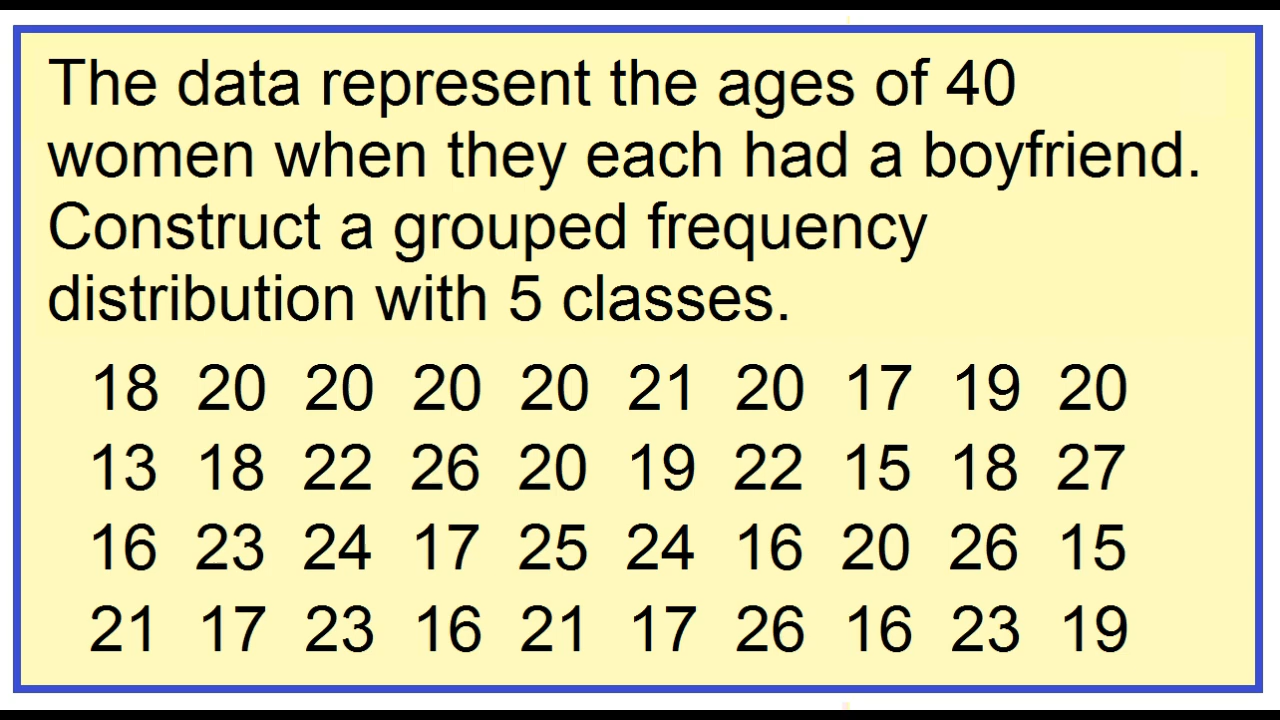 The data represent the ages of 40
women when they each had a boyfriend.
Construct a grouped frequency
distribution with 5 classes.
18 20 20 20 20 21 20 17 19 20
13 18 22 26 20 19 22 15 18 27
16 23 24 17 25 24 16 20 26 15
21 17 23 16 21 17 26 16 23 19